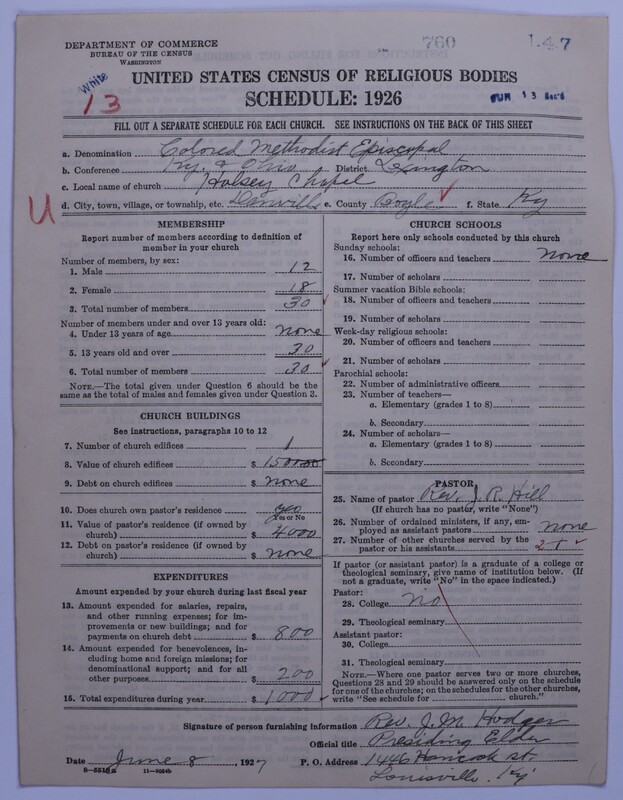 DEPARTMENT OF COMMERCE
BUREAU OF THE CENSUS
WASHINGTON
760
1.4.7
White
13
UNITED STATES CENSUS OF RELIGIOUS BODIES
SCHEDULE: 1926
JUN 13 Rec'd
FILL OUT A SEPARATE SCHEDULE FOR EACH CHURCH. SEE INSTRUCTIONS ON THE BACK OF THIS SHEET
a. Denomination Colored Methodist Episcopal
b. Conference Ky. & Ohio District Lexington
c. Local name of church Halsey Chapel
U d. City, town, village, or township, etc. Danville e. County Boyle f. State Ky
MEMBERSHIP
Report number of members according to definition of member in your church
Number of members, by sex:
1. Male 12
2. Female 18
3. Total number of members 30
Number of members under and over 13 years old:
4. Under 13 years of age none
5. 13 years old and over 30
6. Total number of members 30
NOTE.—The total given under Question 6 should be the
same as the total of males and females given under Question 3.
CHURCH BUILDINGS
See instructions, paragraphs 10 to 12
7. Number of church edifices 1
8. Value of church edifices $ 15000
9. Debt on church edifices $ none
10. Does church own pastor's residence yes
Yes or No
11. Value of pastor's residence (if owned by
church) $ 4000
12. Debt on pastor's residence (if owned by
church) $ none
EXPENDITURES
Amount expended by your church during last fiscal year
13. Amount expended for salaries, repairs,
and other running expenses; for im-
provements or new buildings; and for
payments on church debt $ 800
14. Amount expended for benevolences, in-
cluding home and foreign missions; for
denominational support; and for all
other purposes $ 200
15. Total expenditures during year $ 1000
CHURCH SCHOOLS
Report here only schools conducted by this church
Sunday schools:
16. Number of officers and teachers none
17. Number of scholars
Summer vacation Bible schools:
18. Number of officers and teachers
19. Number of scholars
Week-day religious schools:
20. Number of officers and teachers
21. Number of scholars
Parochial schools:
22. Number of administrative officers
23. Number of teachers—
a. Elementary (grades 1 to 8)
b. Secondary
24. Number of scholars—
a. Elementary (grades 1 to 8)
b. Secondary
PASTOR
25. Name of pastor Rev. J. R. Hill
(If church has no pastor, write "None")
26. Number of ordained ministers, if any, em-
ployed as assistant pastors none
27. Number of other churches served by the
pastor or his assistants 2 1
If pastor (or assistant pastor) is a graduate of a college or
theological seminary, give name of institution below. (If
not a graduate, write "No" in the space indicated.)
Pastor:
28. College No
29. Theological seminary
Assistant pastor:
30. College
31. Theological seminary
NOTE.—Where one pastor serves two or more churches,
Questions 28 and 29 should be answered only on the schedule
for one of the churches; on the schedules for the other churches,
write "See schedule for church."
Signature of person furnishing information Rev. J. M. Hodger
Official title Presiding Elder
Date June 8, 1927 P. O. Address 1446 Hancock st.
Louisville. Ky